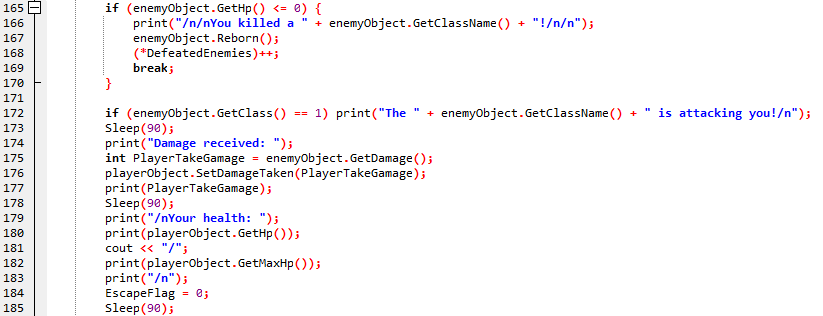 165 if (enemyObject.GetHp() <= 0) {
166 print("/n/nYou killed a " + enemyObject.GetClassName() + "!/n/n");
167 enemyObject.Reborn();
168 (*DefeatedEnemies)++;
169 break;
170 }
171
172 if (enemyObject.GetClass() == 1) print("The " + enemyObject.GetClassName() + " is attacking you!/n");
173 Sleep(90);
174 print("Damage received: ");
175 int PlayerTakeGamage = enemyObject.GetDamage();
176 playerObject.SetDamageTaken(PlayerTakeGamage);
177 print(PlayerTakeGamage);
178 Sleep(90);
179 print("/nYour health: ");
180 print(playerObject.GetHp());
181 cout << "/";
182 print(playerObject.GetMaxHp());
183 print("/n");
184 EscapeFlag = 0;
185 Sleep(90);